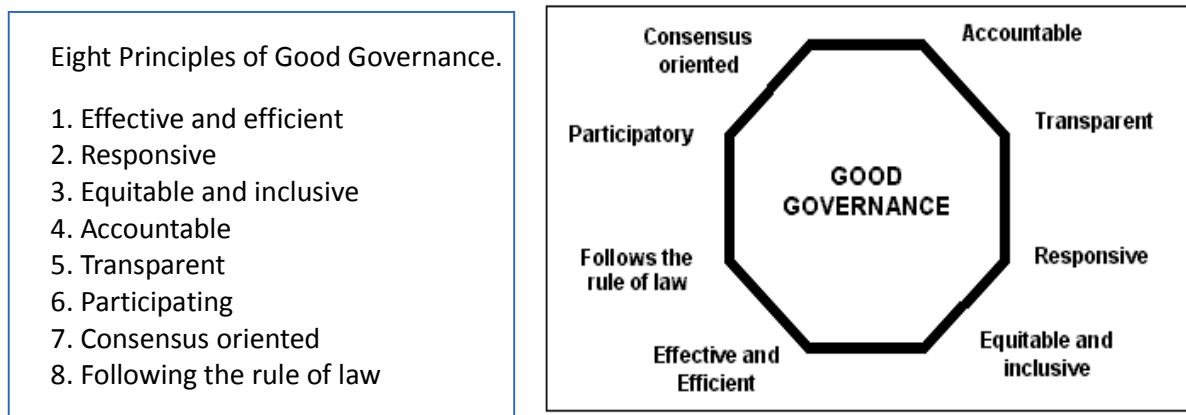 Eight Principles of Good Governance.
1. Effective and efficient
2. Responsive
3. Equitable and inclusive
4. Accountable
5. Transparent
6. Participating
7. Consensus oriented
8. Following the rule of law
Consensus
oriented
Accountable
Participatory
Transparent
GOOD
GOVERNANCE
Follows the
rule of law
Responsive
Effective and
Efficient
Equitable and
inclusive